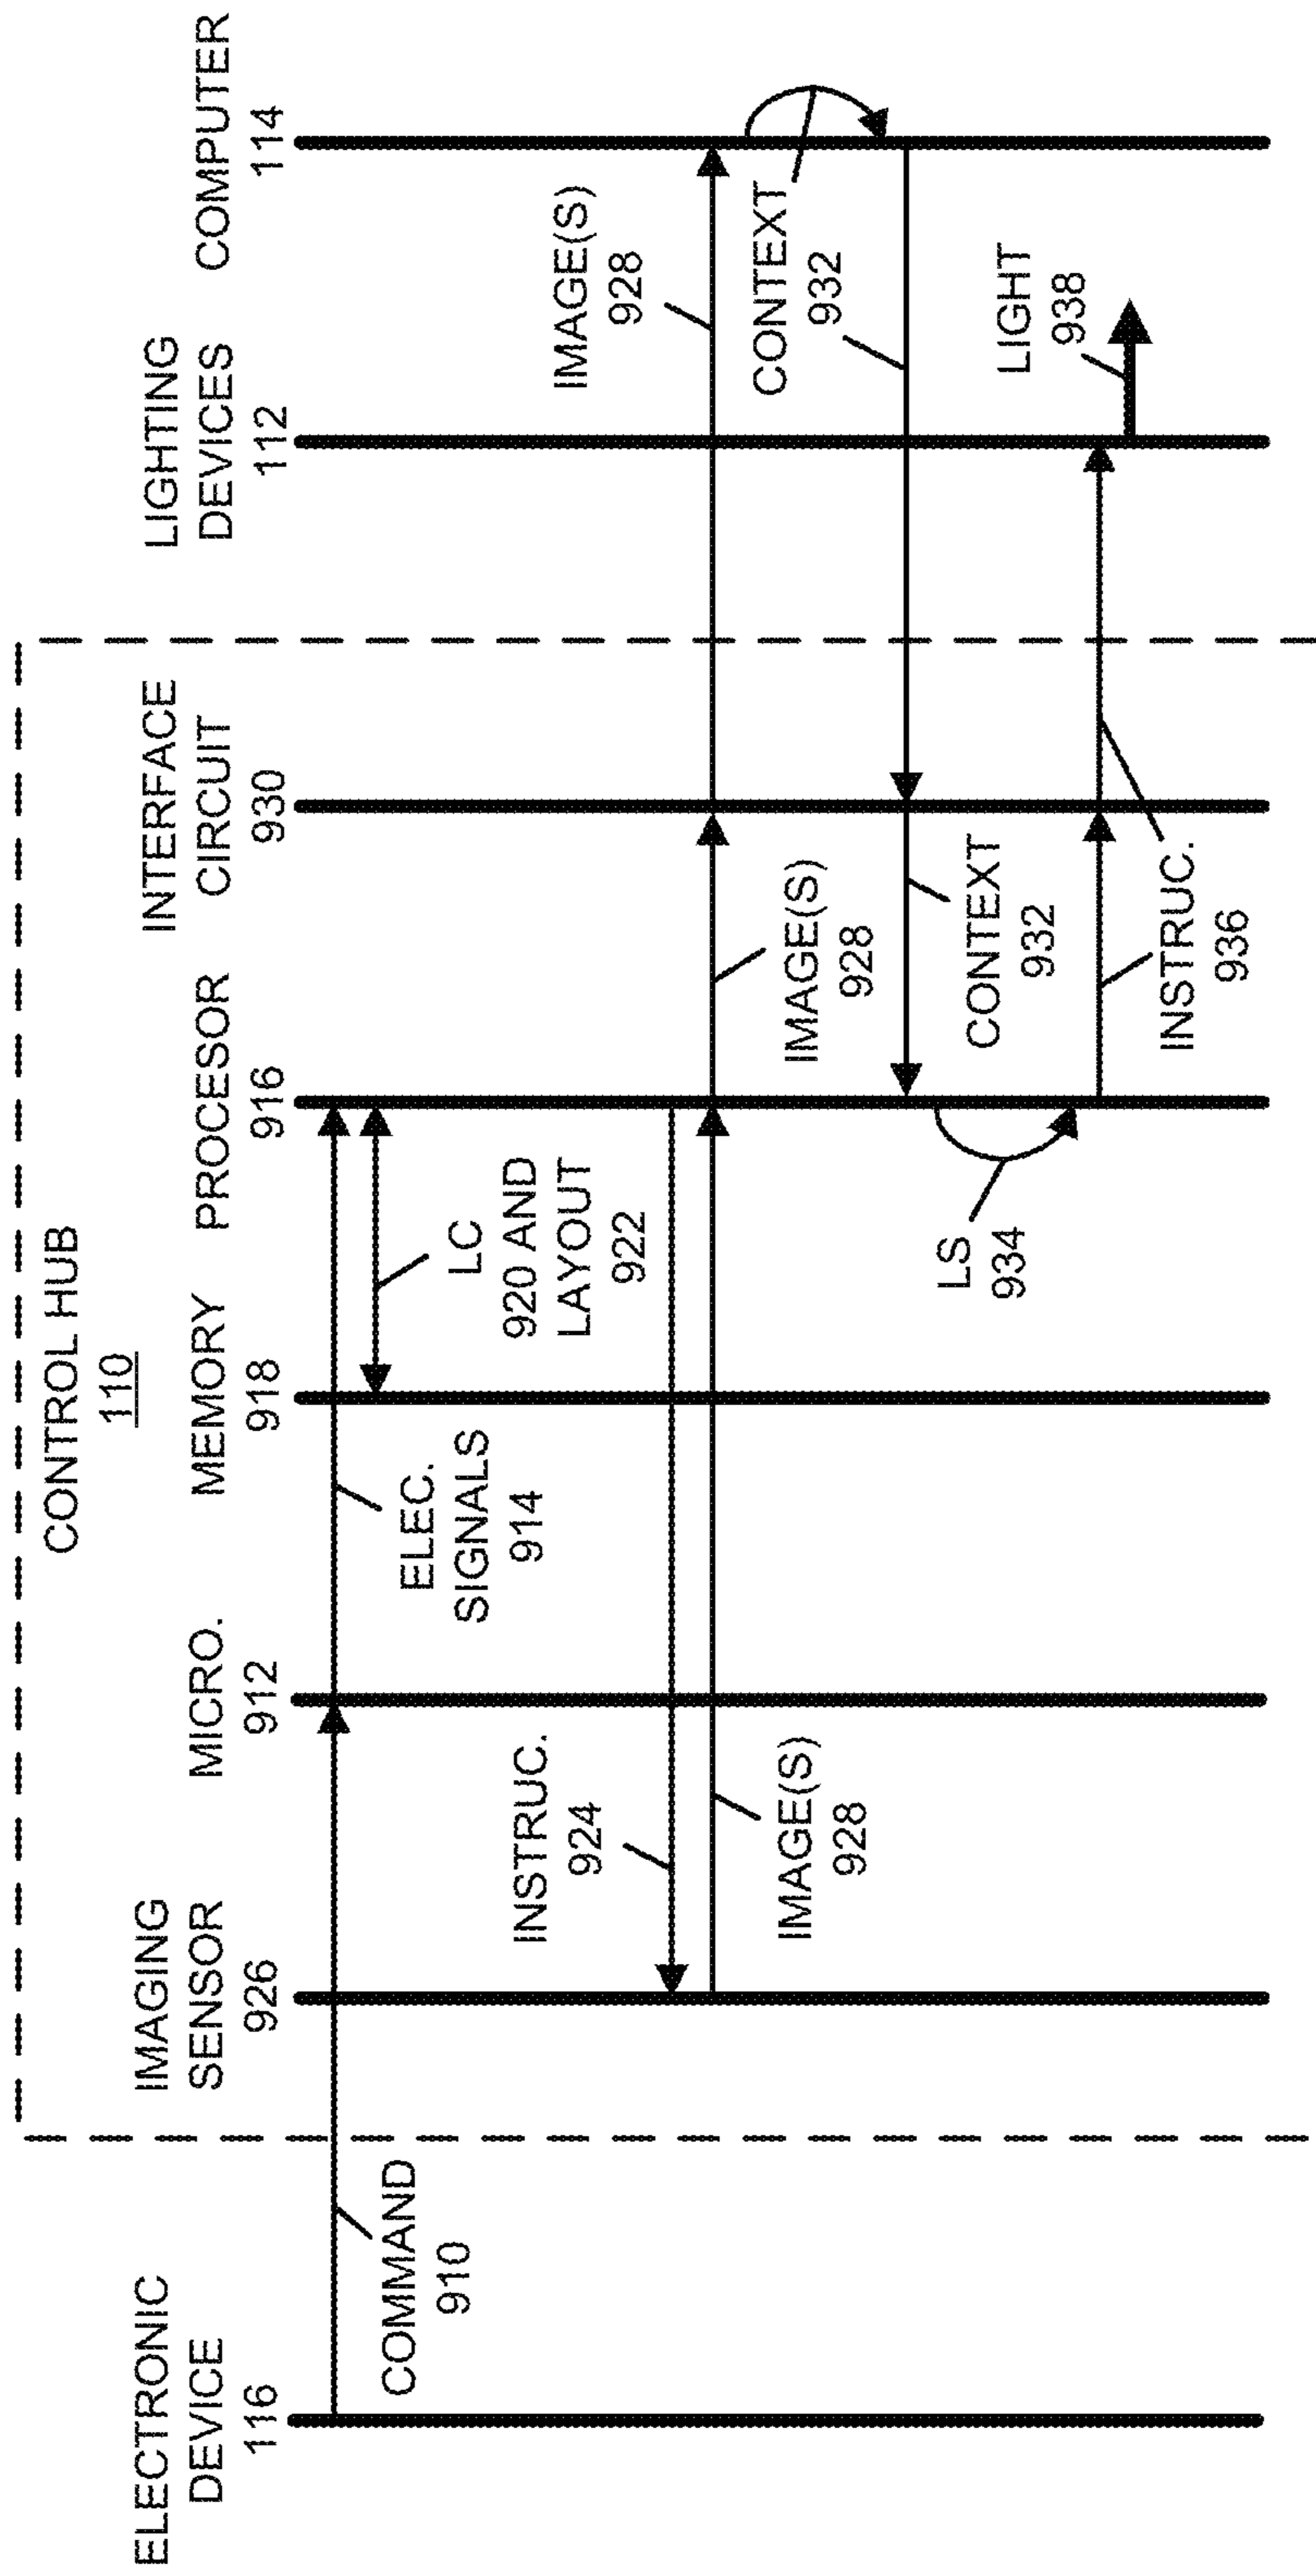 CONTROL HUB
110
ELECTRONIC
DEVICE
116
IMAGING
SENSOR
926
MICRO.
912
MEMORY
918
PROCESOR
916
INTERFACE
CIRCUIT
930
LIGHTING
DEVICES
112
COMPUTER
114
COMMAND
910
ELEC.
SIGNALS
914
LC
920 AND
LAYOUT
922
INSTRUC.
924
IMAGE(S)
928
IMAGE(S)
928
IMAGE(S)
928
CONTEXT
932
CONTEXT
932
LS
934
INSTRUC.
936
LIGHT
938